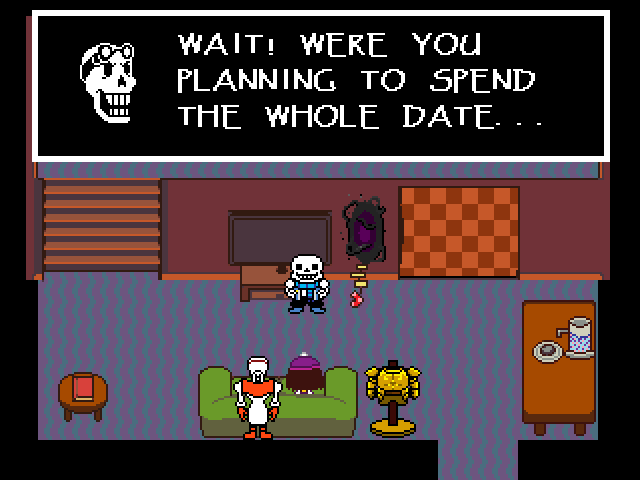 WAIT! WERE YOU
PLANNING TO SPEND
THE WHOLE DATE...